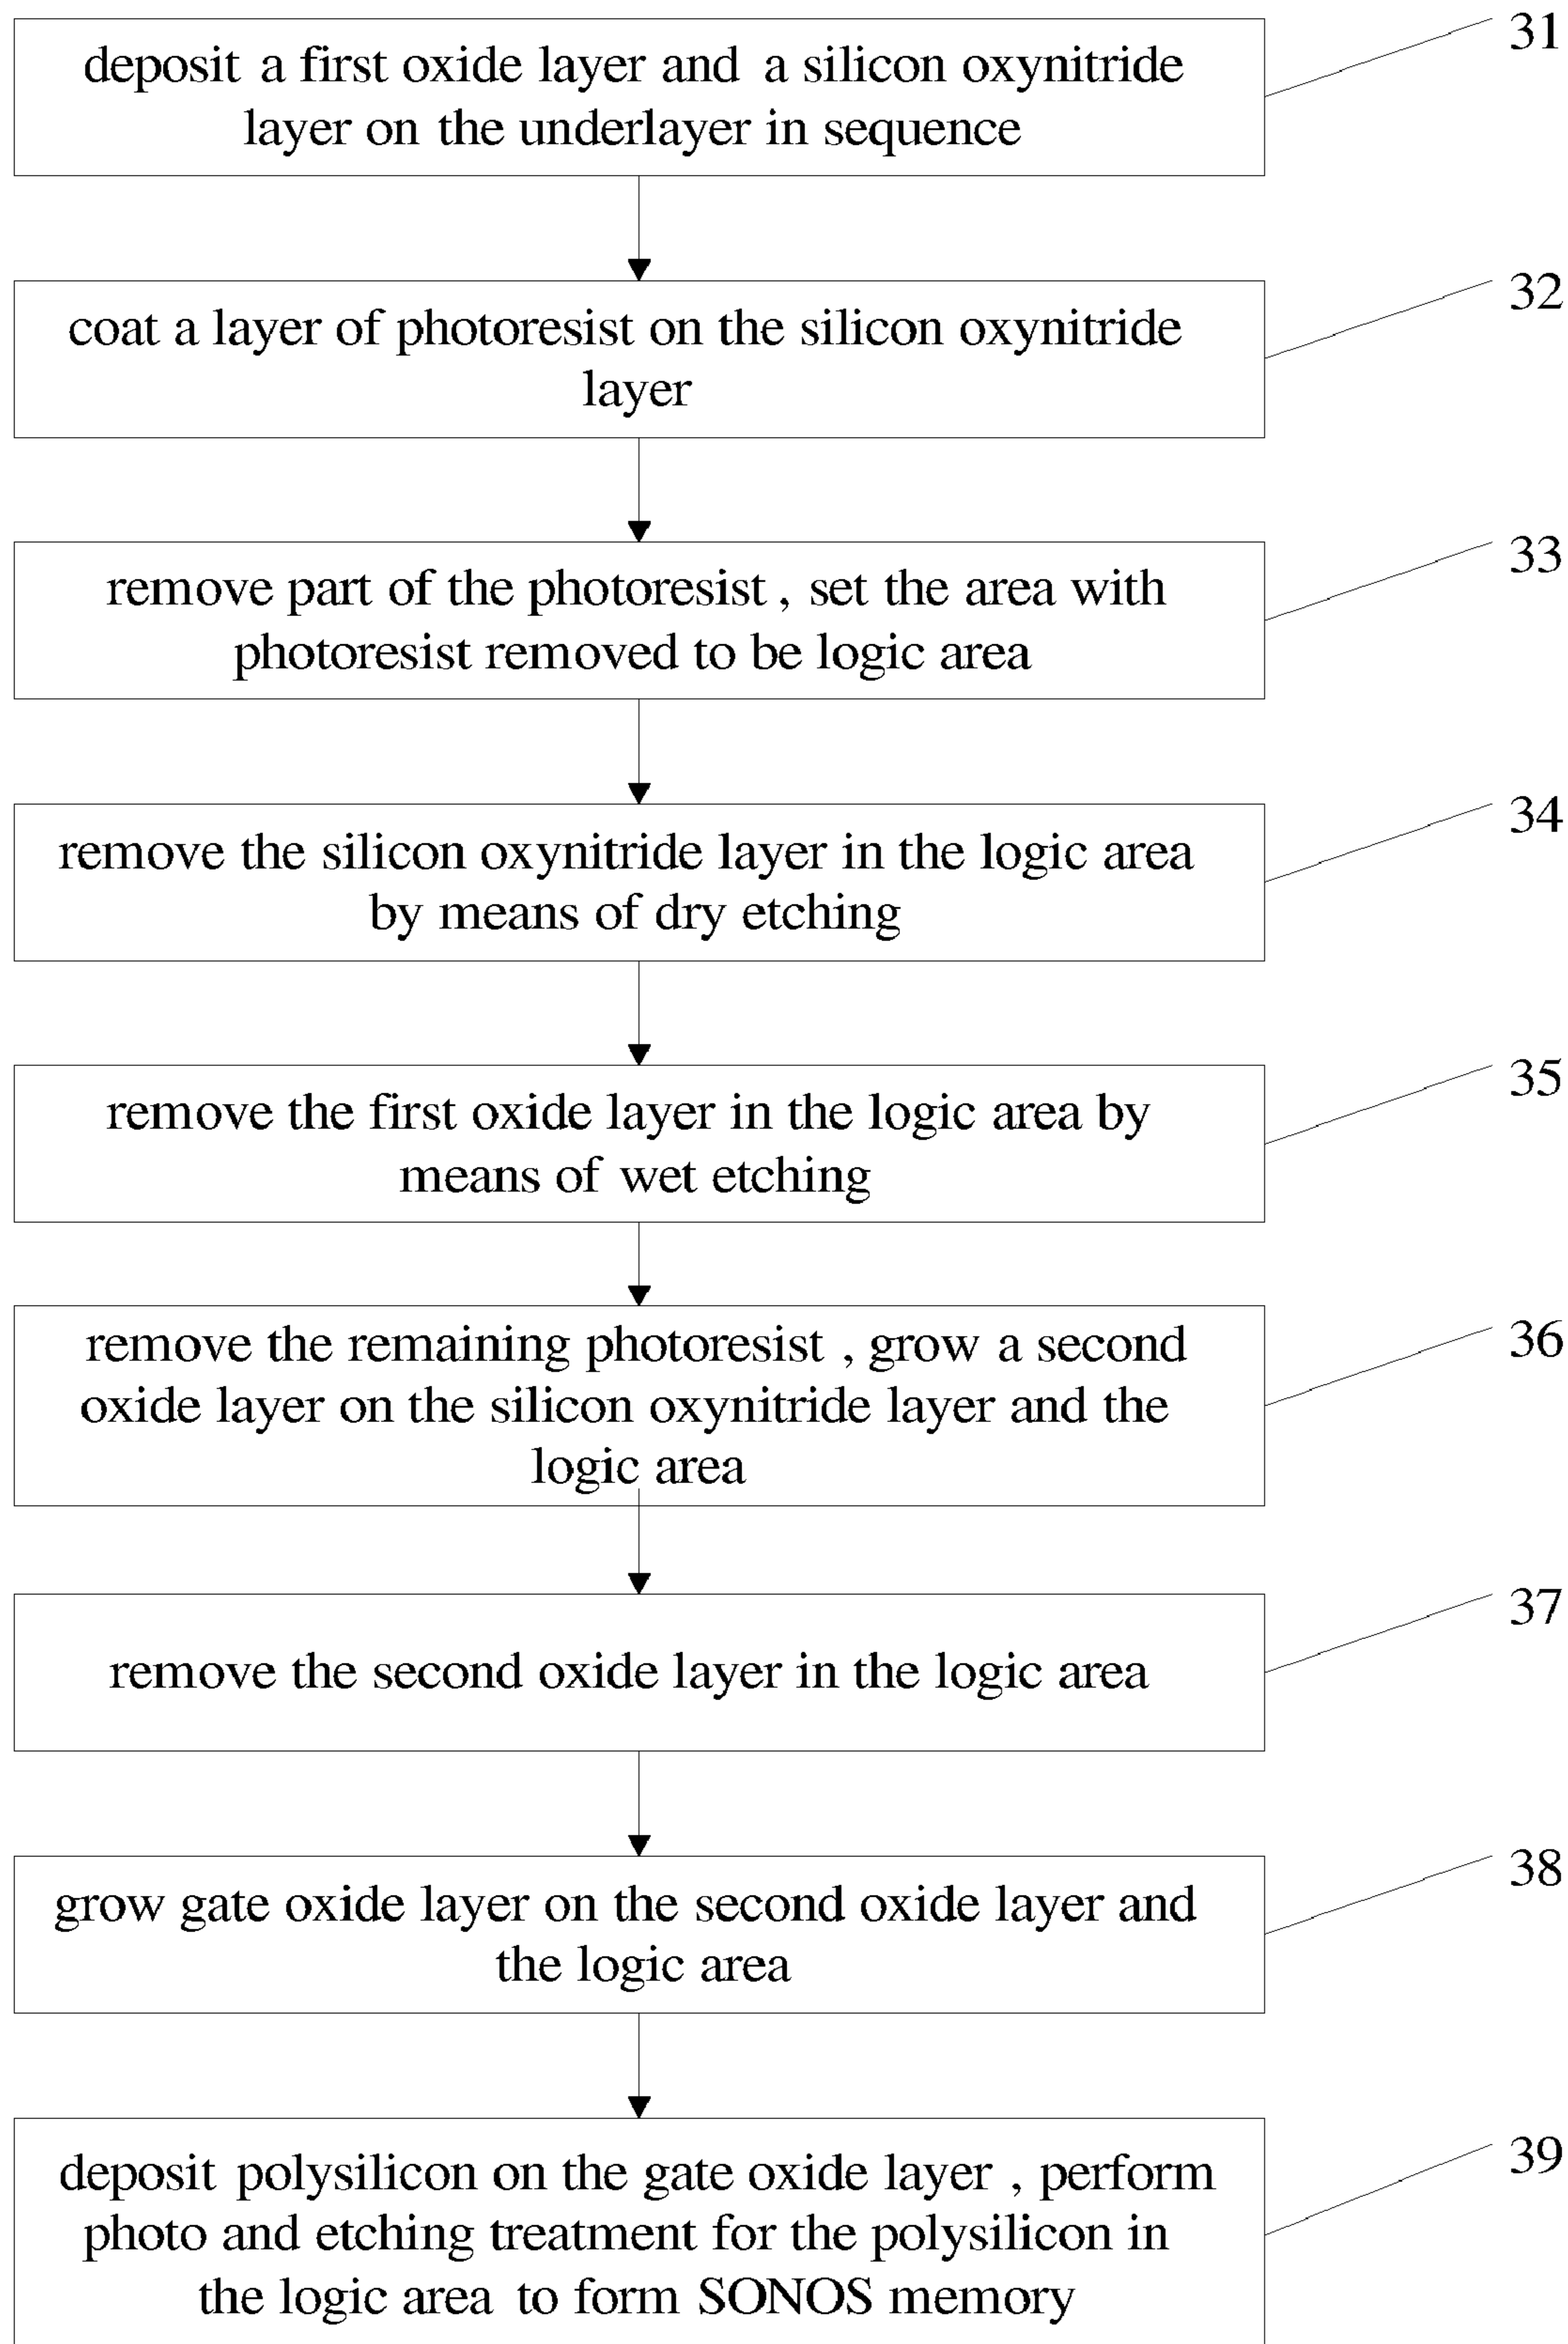 deposit a first oxide layer and a silicon oxynitride
layer on the underlayer in sequence
31
coat a layer of photoresist on the silicon oxynitride
layer
32
remove part of the photoresist , set the area with
photoresist removed to be logic area
33
remove the silicon oxynitride layer in the logic area
by means of dry etching
34
remove the first oxide layer in the logic area by
means of wet etching
35
remove the remaining photoresist , grow a second
oxide layer on the silicon oxynitride layer and the
logic area
36
remove the second oxide layer in the logic area
37
grow gate oxide layer on the second oxide layer and
the logic area
38
deposit polysilicon on the gate oxide layer , perform
photo and etching treatment for the polysilicon in
the logic area to form SONOS memory
39